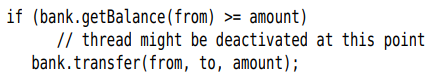 if (bank.getBalance(from) >= amount)
// thread might be deactivated at this point
bank.transfer(from, to, amount);